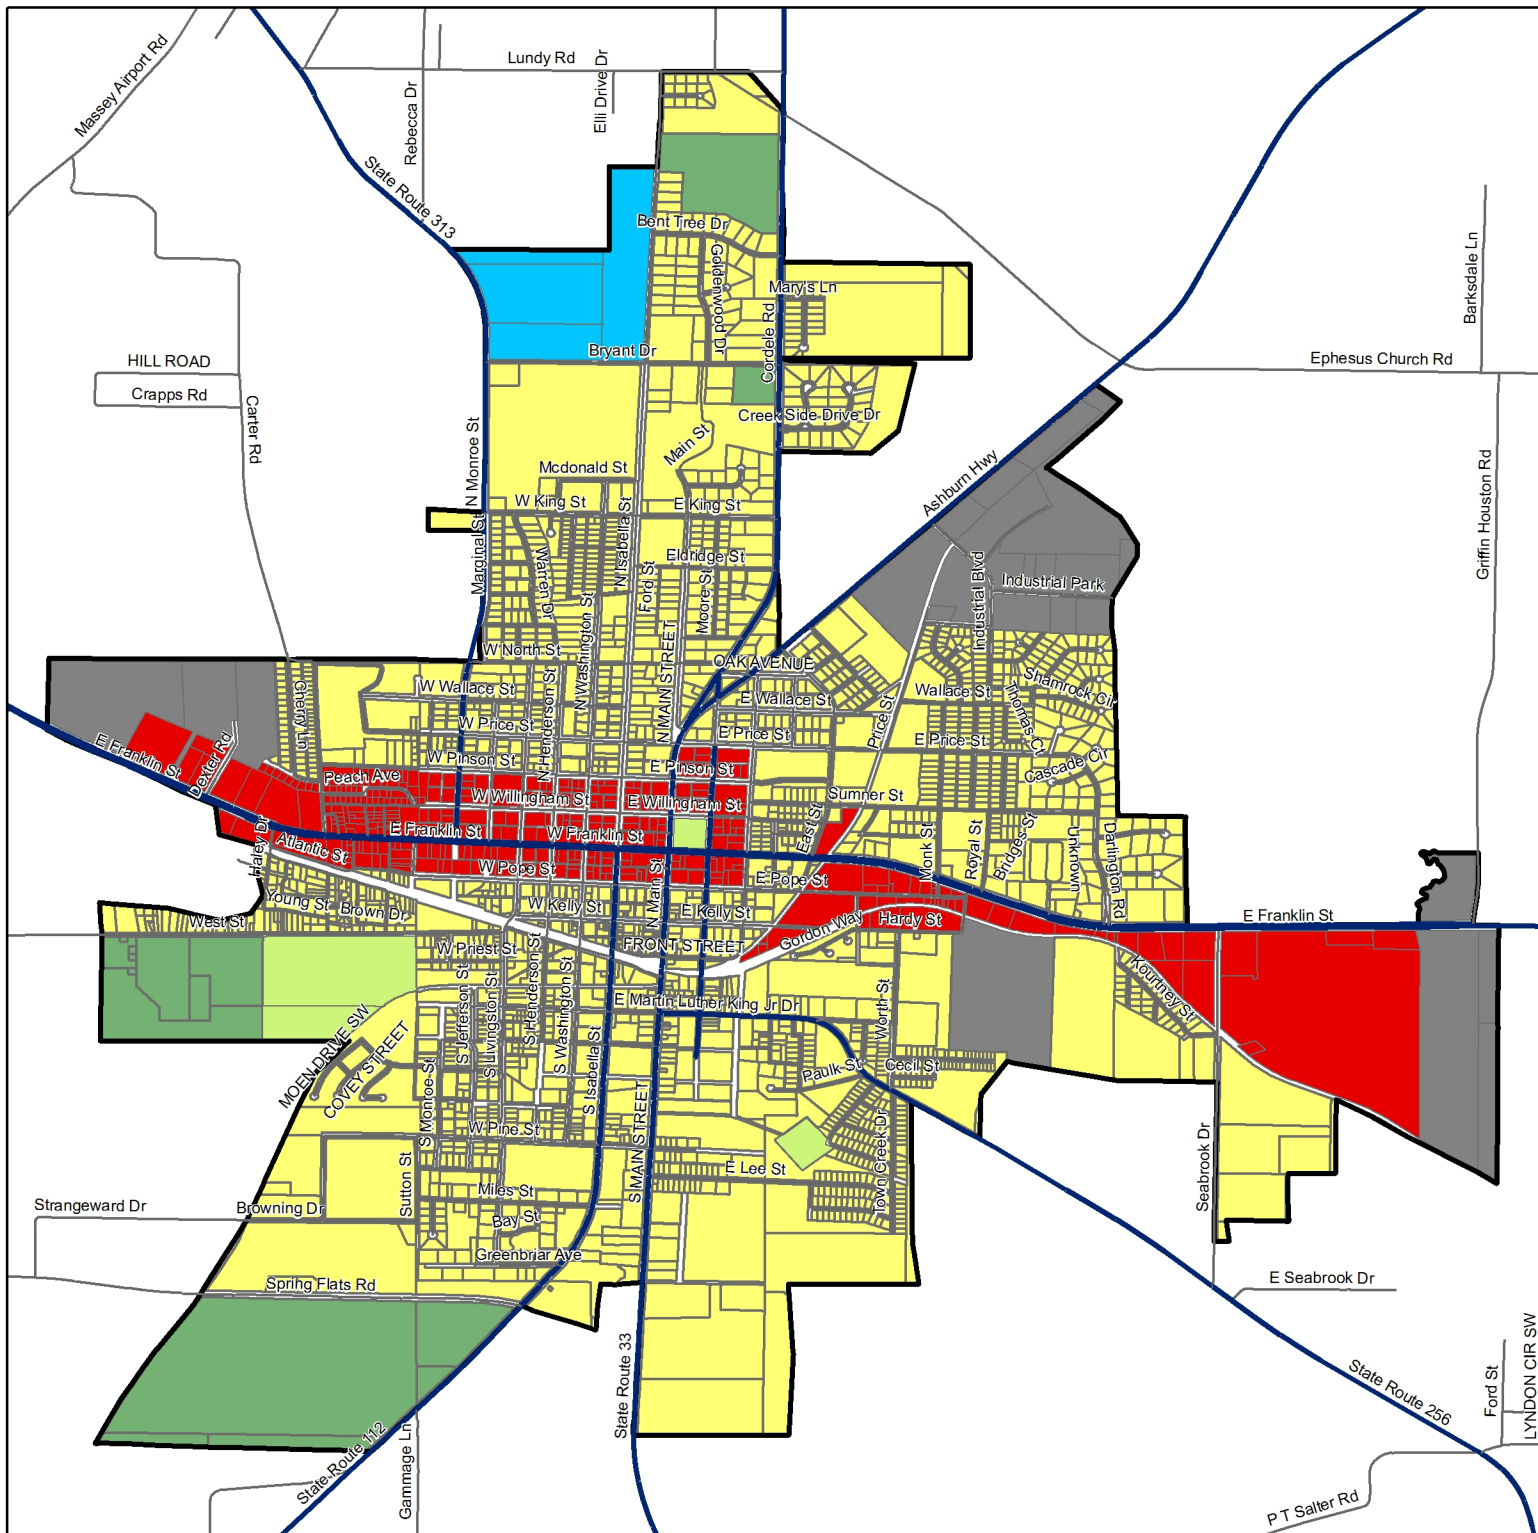 Lundy Rd
Massey Airport Rd
Elli Drive Dr
Rebecca Dr
State Route 313
Bent Tree Dr
Goldenwood Dr
Mary's Ln
Cordele Rd
Barksdale Ln
Bryant Dr
Ephesus Church Rd
HILL ROAD
Crapps Rd
Carter Rd
Creek Side Drive Dr
Main St
N Monroe St
Mcdonald St
Ashburn Hwy
Griffin Houston Rd
W King St
E King St
Marginal St
N Isabella St
Warren Dr
Eldridge St
Ford St
Moore St
Industrial Blvd
Industrial Park
N Washington St
W North St
N MAIN STREET
OAK AVENUE
Cherry Ln
W Wallace St
N Henderson St
E Wallace St
Wallace St
Shamrock Cir
Thomas Ct
W Price St
E Price St
Price St
E Price St
E Franklin St
Dexter Rd
W Pinson St
E Pinson St
Cascade Cir
Peach Ave
W Willingham St
E Willingham St
Sumner St
E Franklin St
W Franklin St
East St
Monk St
Royal St
Bridges St
Unknown
Darlington Rd
Haley Dr
Atlantic St
W Pope St
E Pope St
N Main St
Young St
Brown Dr
West St
W Kelly St
E Kelly St
Gordon Way
Hardy St
E Franklin St
W Priest St
FRONT STREET
Kourtney St
S Jefferson St
S Livingston St
S Henderson St
S Washington St
E Martin Luther King Jr Dr
Worth St
MOEN DRIVE SW
COVEY STREET
S Monroe St
S Isabella St
Paulk St
Cecil St
W Pine St
S MAIN STREET
Town Creek Dr
Seabrook Dr
E Lee St
Sutton St
Miles St
Strangeward Dr
Browning Dr
Bay St
Greenbriar Ave
Spring Flats Rd
E Seabrook Dr
State Route 33
State Route 256
Ford St
LYNDON CIR SW
State Route 112
Gammage Ln
P T Salter Rd